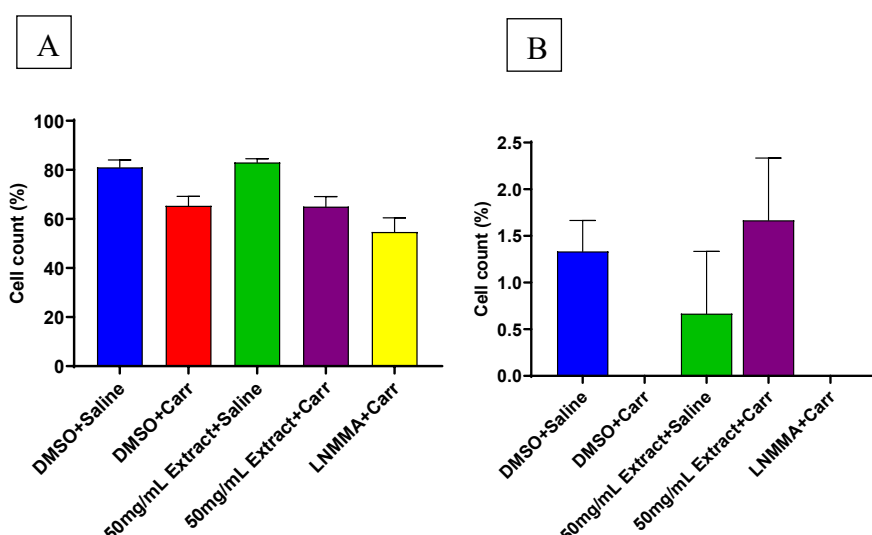 A
B
Cell count (%)
100
80
60
40
20
0
DMSO+Saline
DMSO+Carr
50mg/mL Extract+Saline
50mg/mL Extract+Carr
LNMMA+Carr
Cell count (%)
2.5
2.0
1.5
1.0
0.5
0.0
DMSO+Saline
DMSO+Carr
50mg/mL Extract+Saline
50mg/mL Extract+Carr
LNMMA+Carr